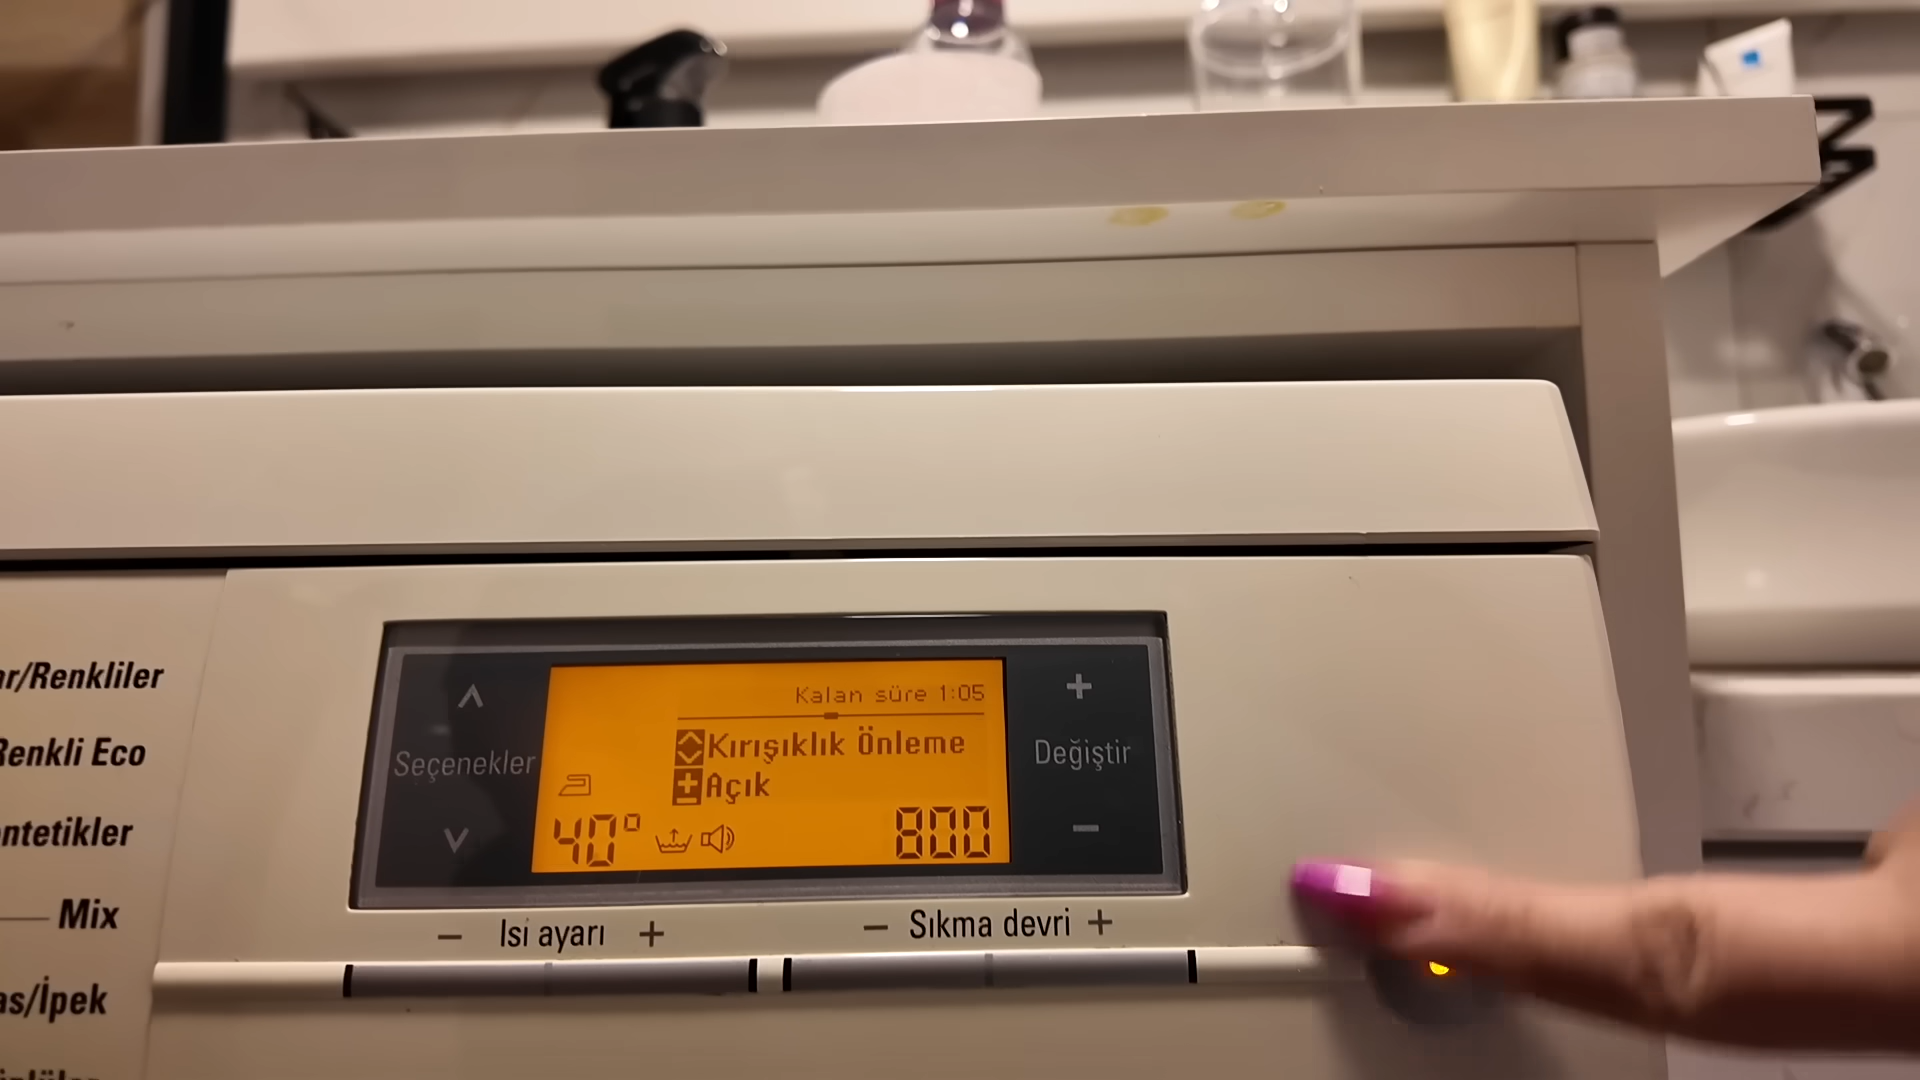 r/Renkliler
Renkli Eco
ntetikler
Mix
as/İpek
Seçenekler
Kalan süre 1:05
Kırışıklık Önleme
Açık
40° 800
+
Değiştir
−
− Isi ayarı +
− Sıkma devri +